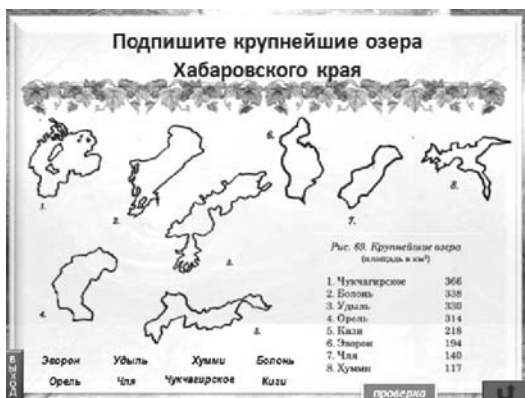 Подпишите крупнейшие озера
Хабаровского края
1.
2.
3.
4.
5.
6.
7.
8.
Рис. 69. Крупнейшие озера
(площадь в км²)
1. Чукчагирское 366
2. Болонь 338
3. Удыль 330
4. Орель 314
5. Кизи 218
6. Эворон 194
7. Чля 140
8. Хумми 117
Эворон Удыль Хумми Болонь
Орель Чля Чукчагирское Кизи
ВЫХОД
проверка